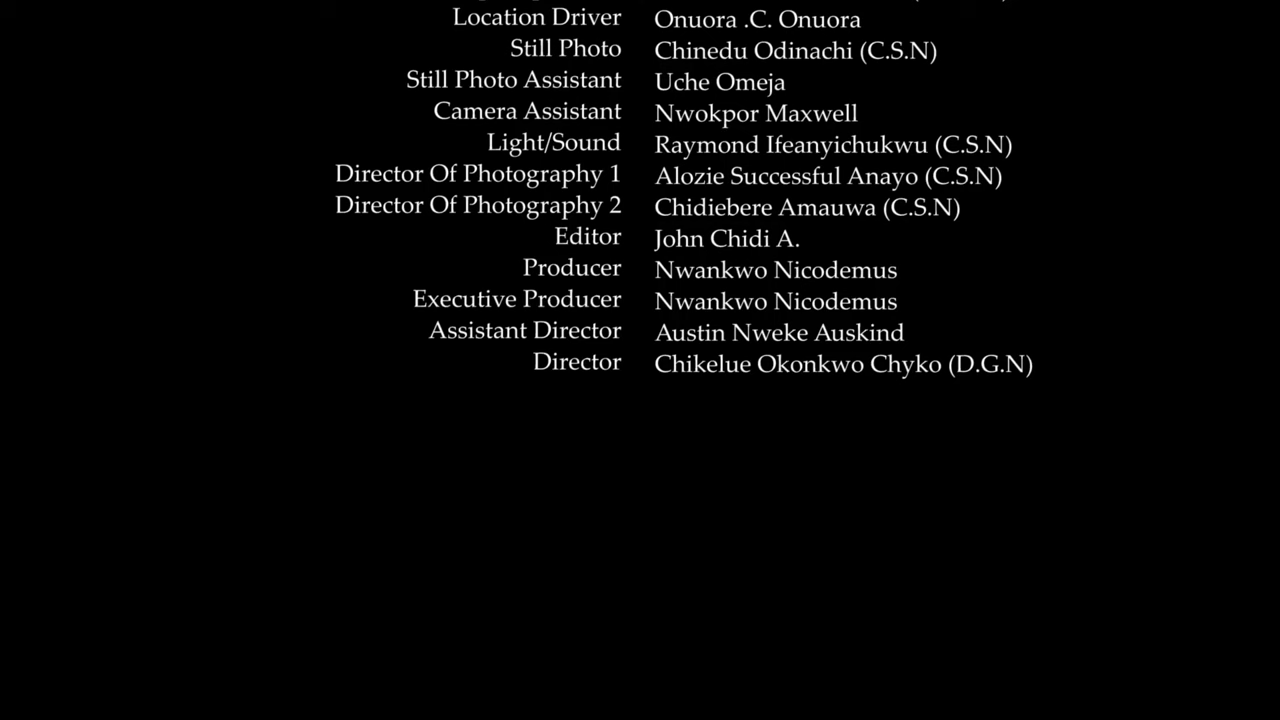 Location Driver Onuora .C. Onuora
Still Photo Chinedu Odinachi (C.S.N)
Still Photo Assistant Uche Omeja
Camera Assistant Nwokpor Maxwell
Light/Sound Raymond Ifeanyichukwu (C.S.N)
Director Of Photography 1 Alozie Successful Anayo (C.S.N)
Director Of Photography 2 Chidiebere Amauwa (C.S.N)
Editor John Chidi A.
Producer Nwankwo Nicodemus
Executive Producer Nwankwo Nicodemus
Assistant Director Austin Nweke Auskind
Director Chikelue Okonkwo Chyko (D.G.N)